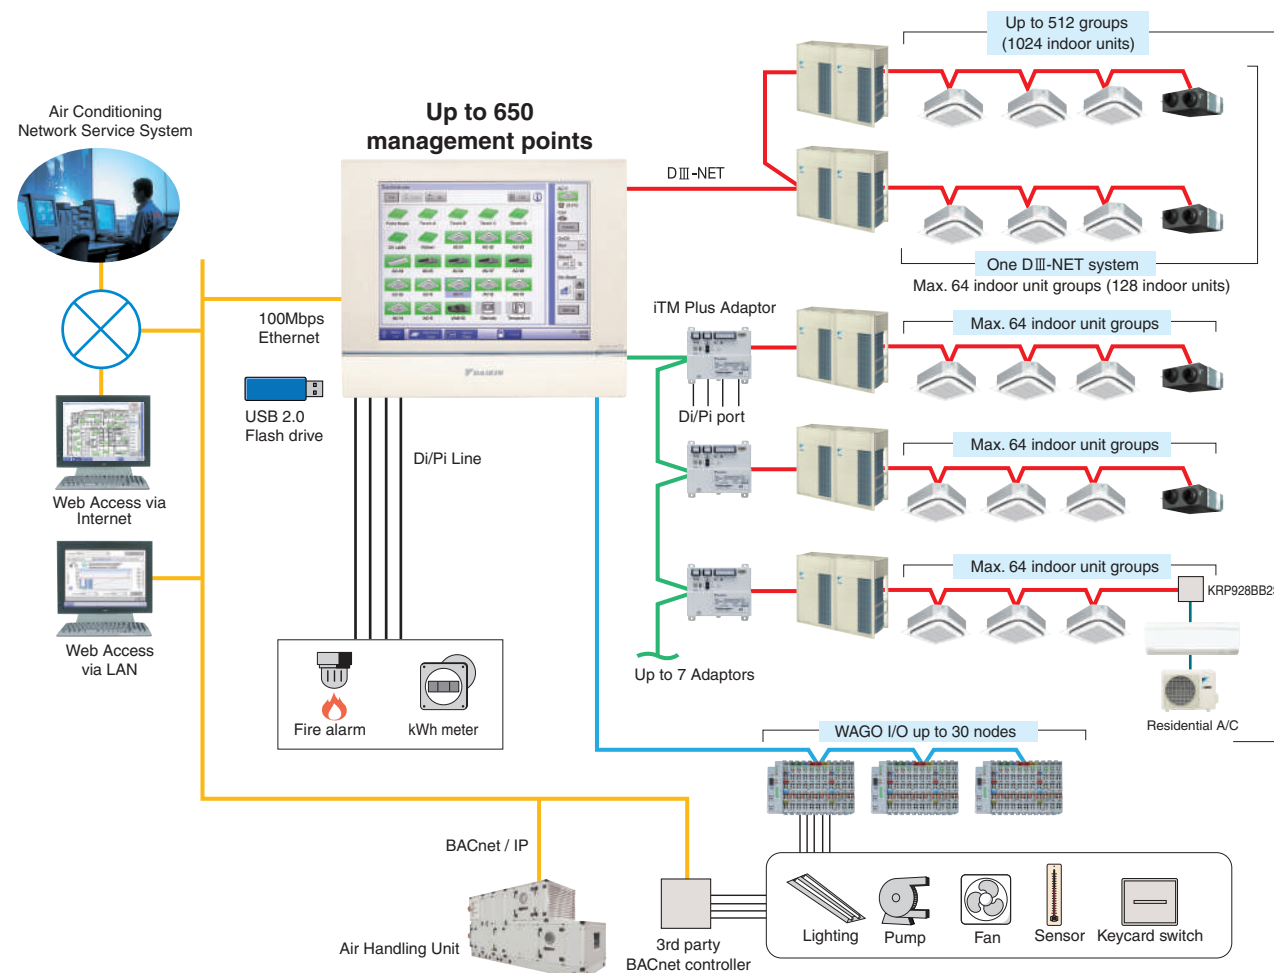 Up to 512 groups
(1024 indoor units)
Air Conditioning
Network Service System
Up to 650
management points
DⅢ-NET
One DⅢ-NET system
Max. 64 indoor unit groups (128 indoor units)
100Mbps
Ethernet
iTM Plus Adaptor
Max. 64 indoor unit groups
DAIKIN
USB 2.0
Flash drive
Di/Pi port
Di/Pi Line
Max. 64 indoor unit groups
Web Access via
Internet
Max. 64 indoor unit groups
KRP928BB2S
Web Access
via LAN
Up to 7 Adaptors
Fire alarm
kWh meter
Residential A/C
WAGO I/O up to 30 nodes
BACnet / IP
Air Handling Unit
3rd party
BACnet controller
Lighting
Pump
Fan
Sensor
Keycard switch